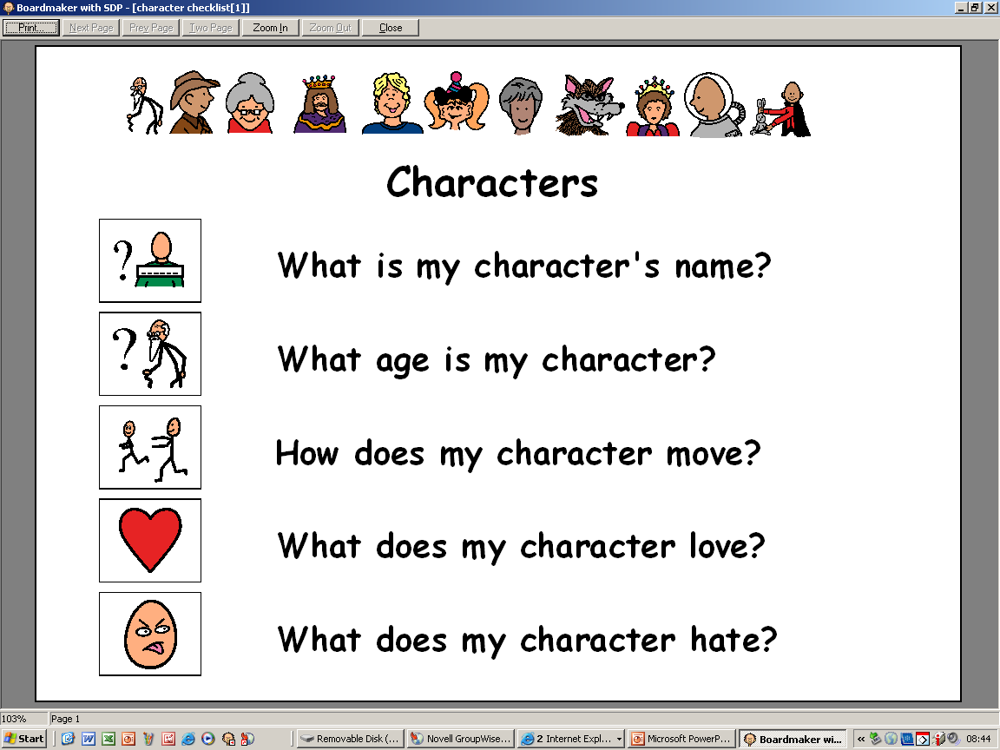 Boardmaker with SDP - [character checklist[1]]
Print... Next Page Prev Page Two Page Zoom In Zoom Out Close
Characters
?
What is my character's name?
?
What age is my character?
How does my character move?
What does my character love?
What does my character hate?
103% Page 1
Start Removable Disk (... Novell GroupWise... 2 Internet Expl... Microsoft PowerP... Boardmaker wi... « 08:44